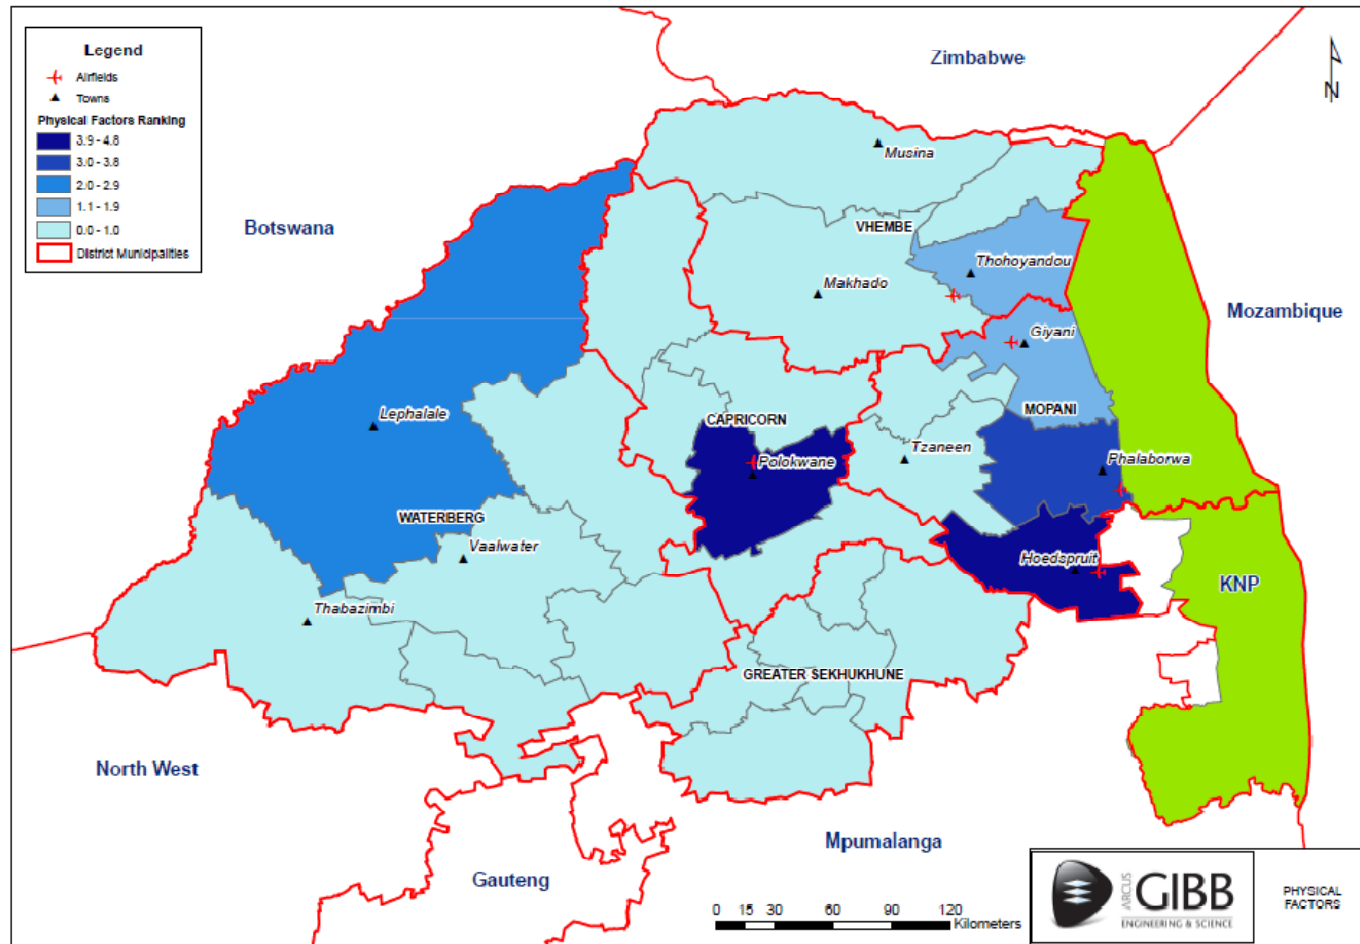 Legend
Airfields
Towns
Physical Factors Ranking
3.9 - 4.8
3.0 - 3.8
2.0 - 2.9
1.1 - 1.9
0.0 - 1.0
District Municipalities
Zimbabwe
N
Botswana
Musina
VHEMBE
Thohoyandou
Makhado
Mozambique
Giyani
Lephalale
CAPRICORN
MOPANI
Tzaneen
Polokwane
Phalaborwa
WATERBERG
Vaalwater
Hoedspruit
KNP
Thabazimbi
GREATER SEKHUKHUNE
North West
Mpumalanga
Gauteng
0 15 30 60 90 120
Kilometers
ARCUS
GIBB
ENGINEERING & SCIENCE
PHYSICAL
FACTORS